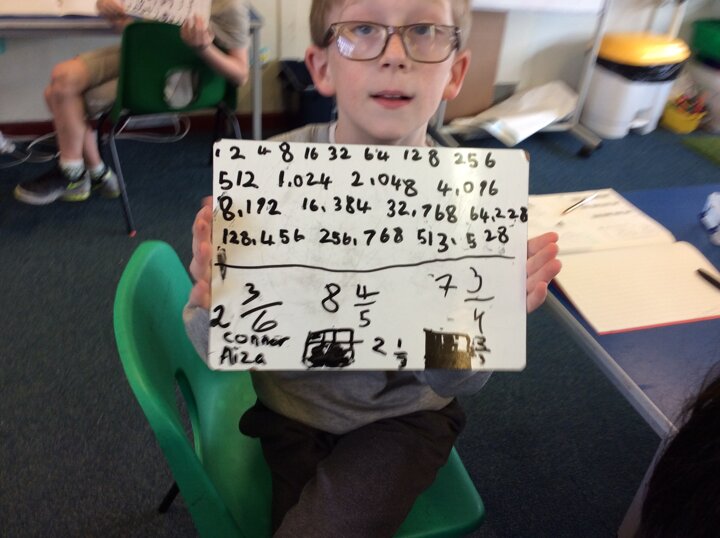 1 2 4 8 16 32 64 128 256
512 1.024 2.048 4.096
8.192 16.384 32.768 64.228
128.456 256.768 513.528
2 3/6 8 4/5 7 3/4
connor
Aiza 2 1/3